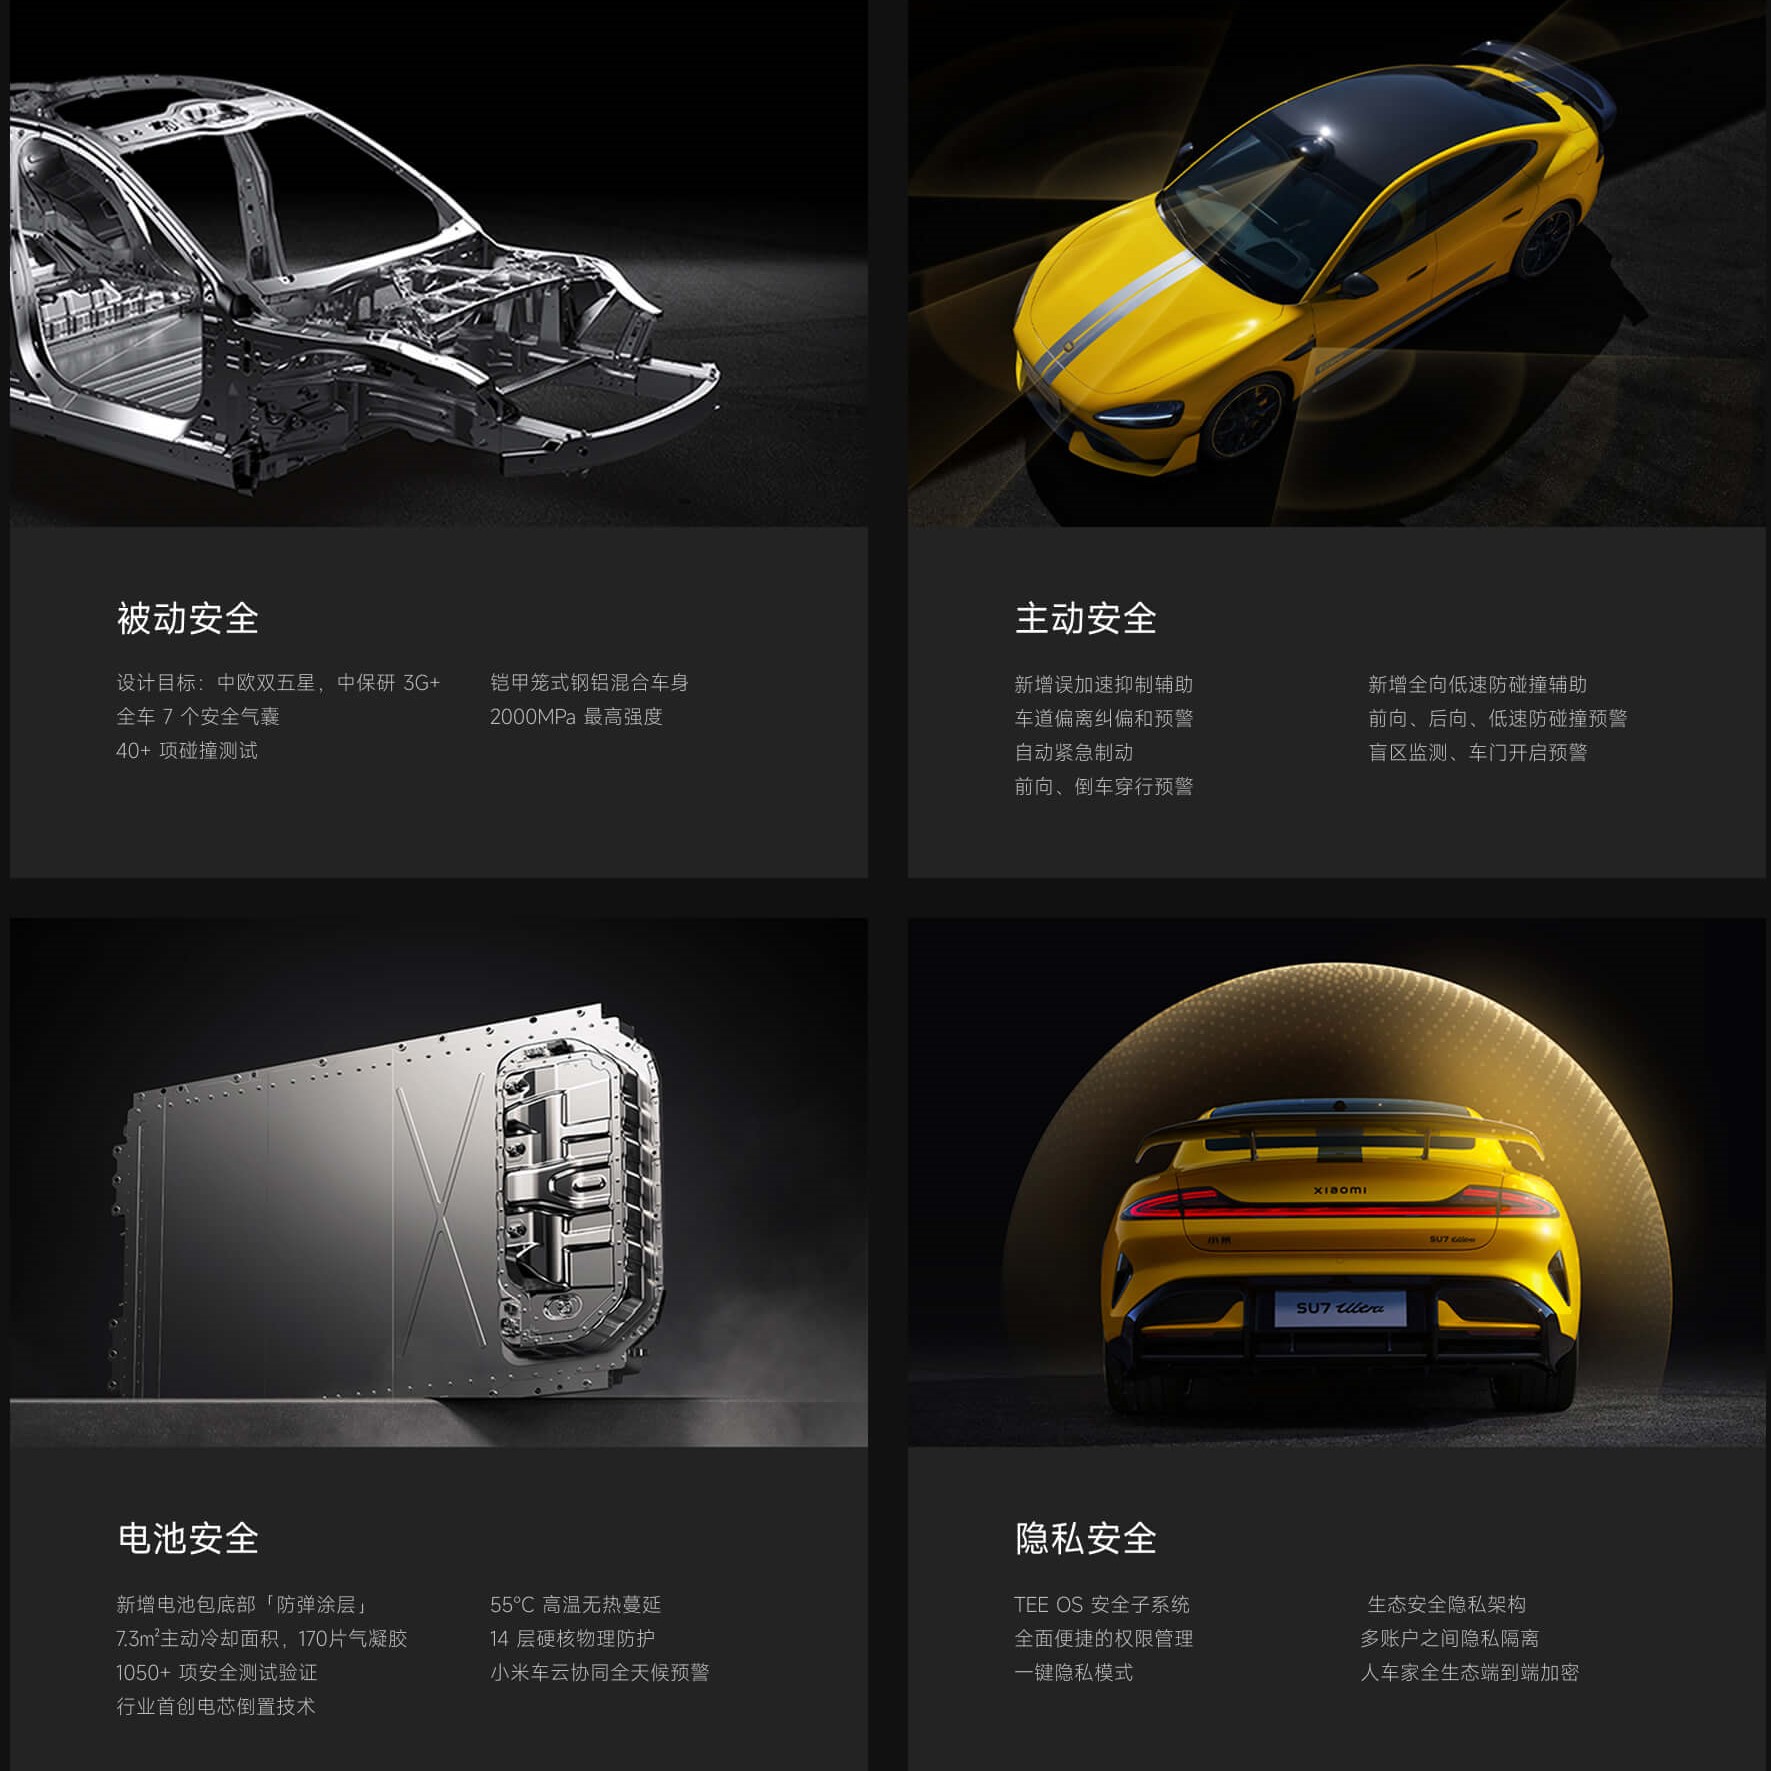 被动安全
设计目标：中欧双五星，中保研 3G+
全车 7 个安全气囊
40+ 项碰撞测试
铠甲笼式钢铝混合车身
2000MPa 最高强度
主动安全
新增误加速抑制辅助
车道偏离纠偏和预警
自动紧急制动
前向、倒车穿行预警
新增全向低速防碰撞辅助
前向、后向、低速防碰撞预警
盲区监测、车门开启预警
xiaomi
小米
SU7 Ultra
SU7 Ultra
电池安全
新增电池包底部「防弹涂层」
7.3m²主动冷却面积，170片气凝胶
1050+ 项安全测试验证
行业首创电芯倒置技术
55°C 高温无热蔓延
14 层硬核物理防护
小米车云协同全天候预警
隐私安全
TEE OS 安全子系统
全面便捷的权限管理
一键隐私模式
生态安全隐私架构
多账户之间隐私隔离
人车家全生态端到端加密